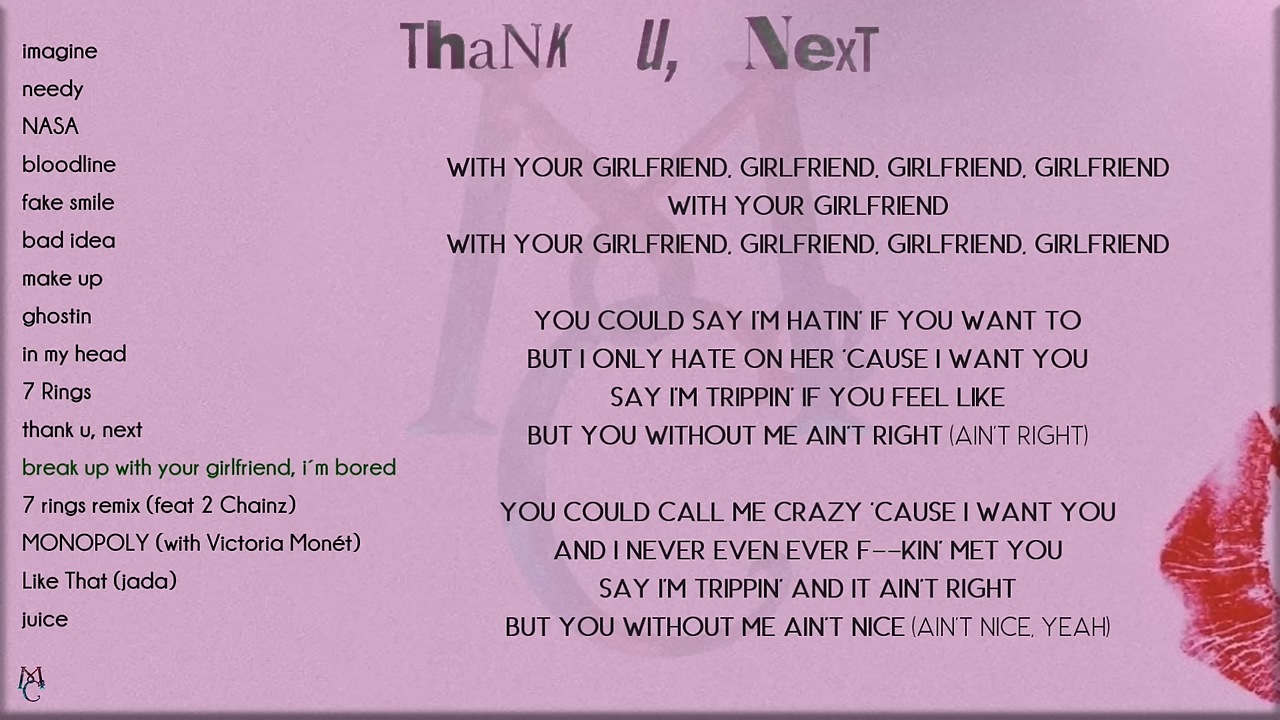 ThaNK U, NexT
imagine
needy
NASA
bloodline
fake smile
bad idea
make up
ghostin
in my head
7 Rings
thank u, next
break up with your girlfriend, i´m bored
7 rings remix (feat 2 Chainz)
MONOPOLY (with Victoria Monét)
Like That (jada)
juice
WITH YOUR GIRLFRIEND, GIRLFRIEND, GIRLFRIEND, GIRLFRIEND
WITH YOUR GIRLFRIEND
WITH YOUR GIRLFRIEND, GIRLFRIEND, GIRLFRIEND, GIRLFRIEND
YOU COULD SAY I'M HATIN' IF YOU WANT TO
BUT I ONLY HATE ON HER 'CAUSE I WANT YOU
SAY I'M TRIPPIN' IF YOU FEEL LIKE
BUT YOU WITHOUT ME AIN'T RIGHT (AIN'T RIGHT)
YOU COULD CALL ME CRAZY 'CAUSE I WANT YOU
AND I NEVER EVEN EVER F--KIN' MET YOU
SAY I'M TRIPPIN' AND IT AIN'T RIGHT
BUT YOU WITHOUT ME AIN'T NICE (AIN'T NICE, YEAH)
MC